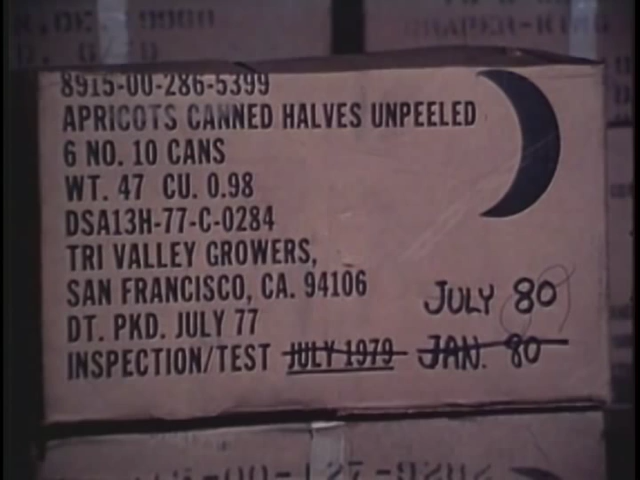 8915-00-286-5399
APRICOTS CANNED HALVES UNPEELED
6 NO. 10 CANS
WT. 47 CU. 0.98
DSA13H-77-C-0284
TRI VALLEY GROWERS,
SAN FRANCISCO, CA. 94106
DT. PKD. JULY 77
JULY 80
INSPECTION/TEST JULY 1979 JAN. 80